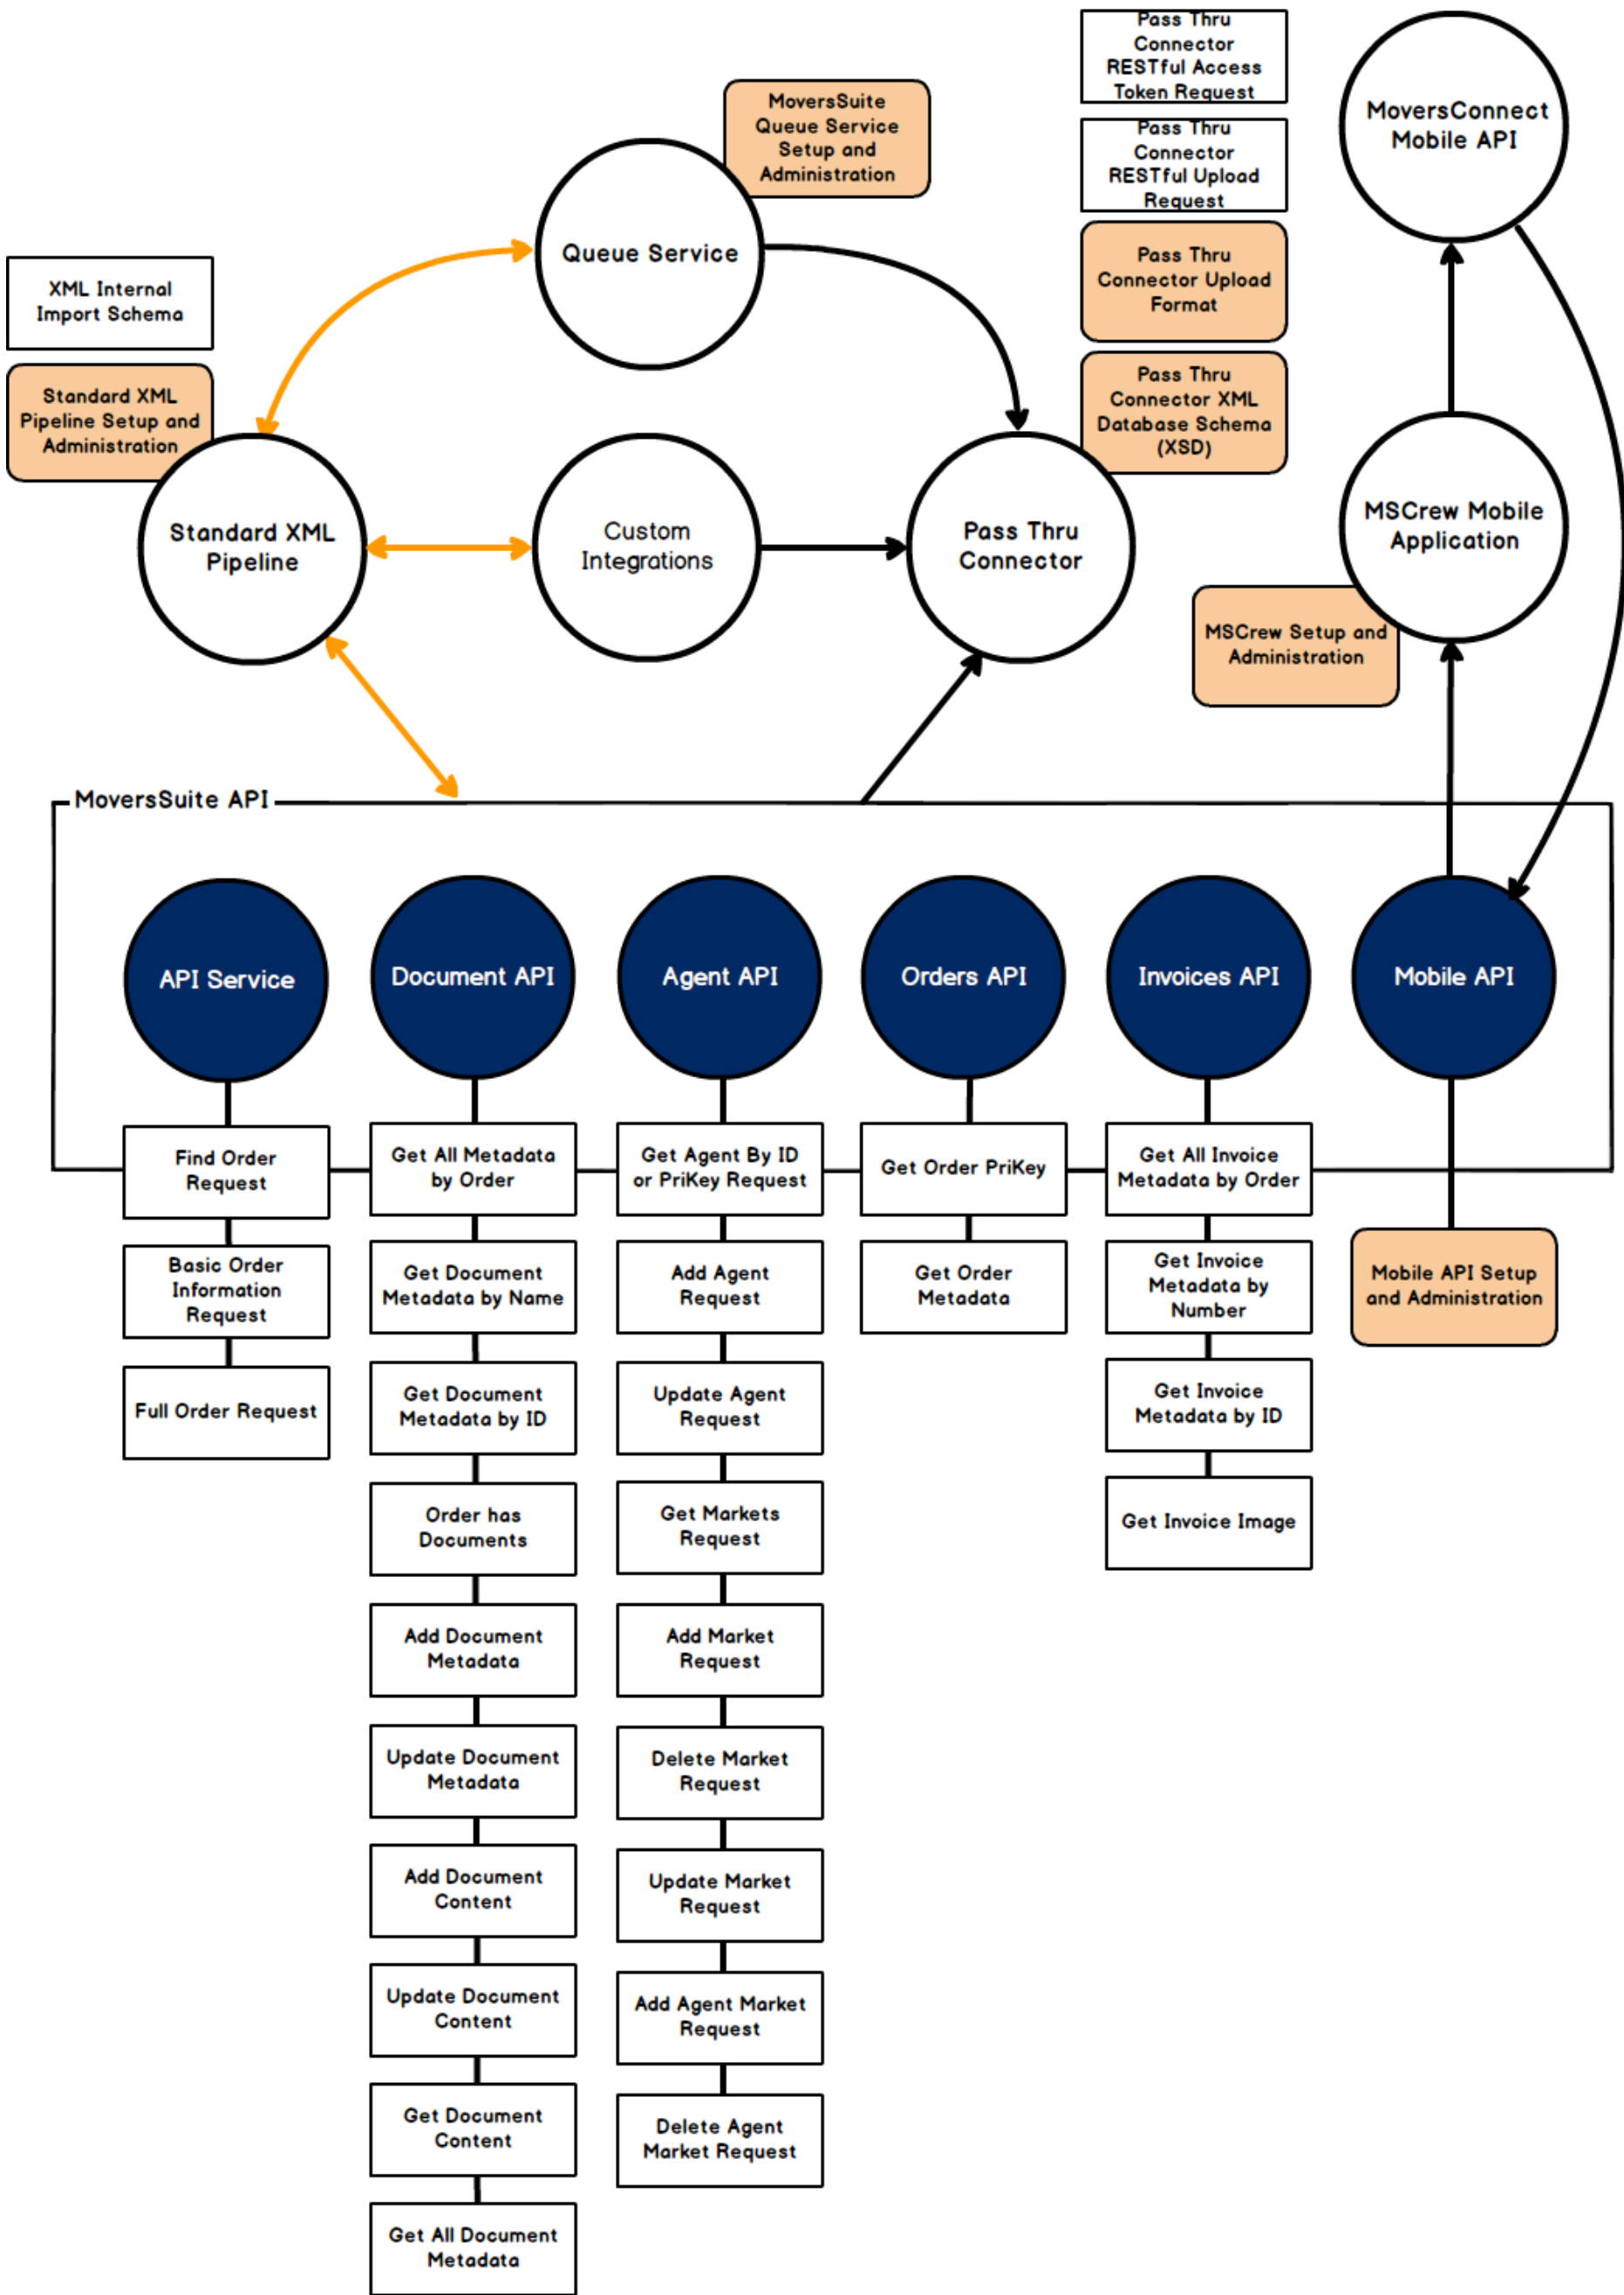 Pass Thru
Connector
RESTful Access
Token Request
MoversConnect
Mobile API
MoversSuite
Queue Service
Setup and
Administration
Pass Thru
Connector
RESTful Upload
Request
Queue Service
Pass Thru
Connector Upload
Format
XML Internal
Import Schema
Standard XML
Pipeline Setup and
Administration
Pass Thru
Connector XML
Database Schema
(XSD)
Standard XML
Pipeline
Custom
Integrations
Pass Thru
Connector
MSCrew Mobile
Application
MSCrew Setup and
Administration
MoversSuite API
API Service
Document API
Agent API
Orders API
Invoices API
Mobile API
Find Order
Request
Basic Order
Information
Request
Full Order Request
Get All Metadata
by Order
Get Document
Metadata by Name
Get Document
Metadata by ID
Order has
Documents
Add Document
Metadata
Update Document
Metadata
Add Document
Content
Update Document
Content
Get Document
Content
Get All Document
Metadata
Get Agent By ID
or PriKey Request
Add Agent
Request
Update Agent
Request
Get Markets
Request
Add Market
Request
Delete Market
Request
Update Market
Request
Add Agent Market
Request
Delete Agent
Market Request
Get Order PriKey
Get Order
Metadata
Get All Invoice
Metadata by Order
Get Invoice
Metadata by
Number
Get Invoice
Metadata by ID
Get Invoice Image
Mobile API Setup
and Administration